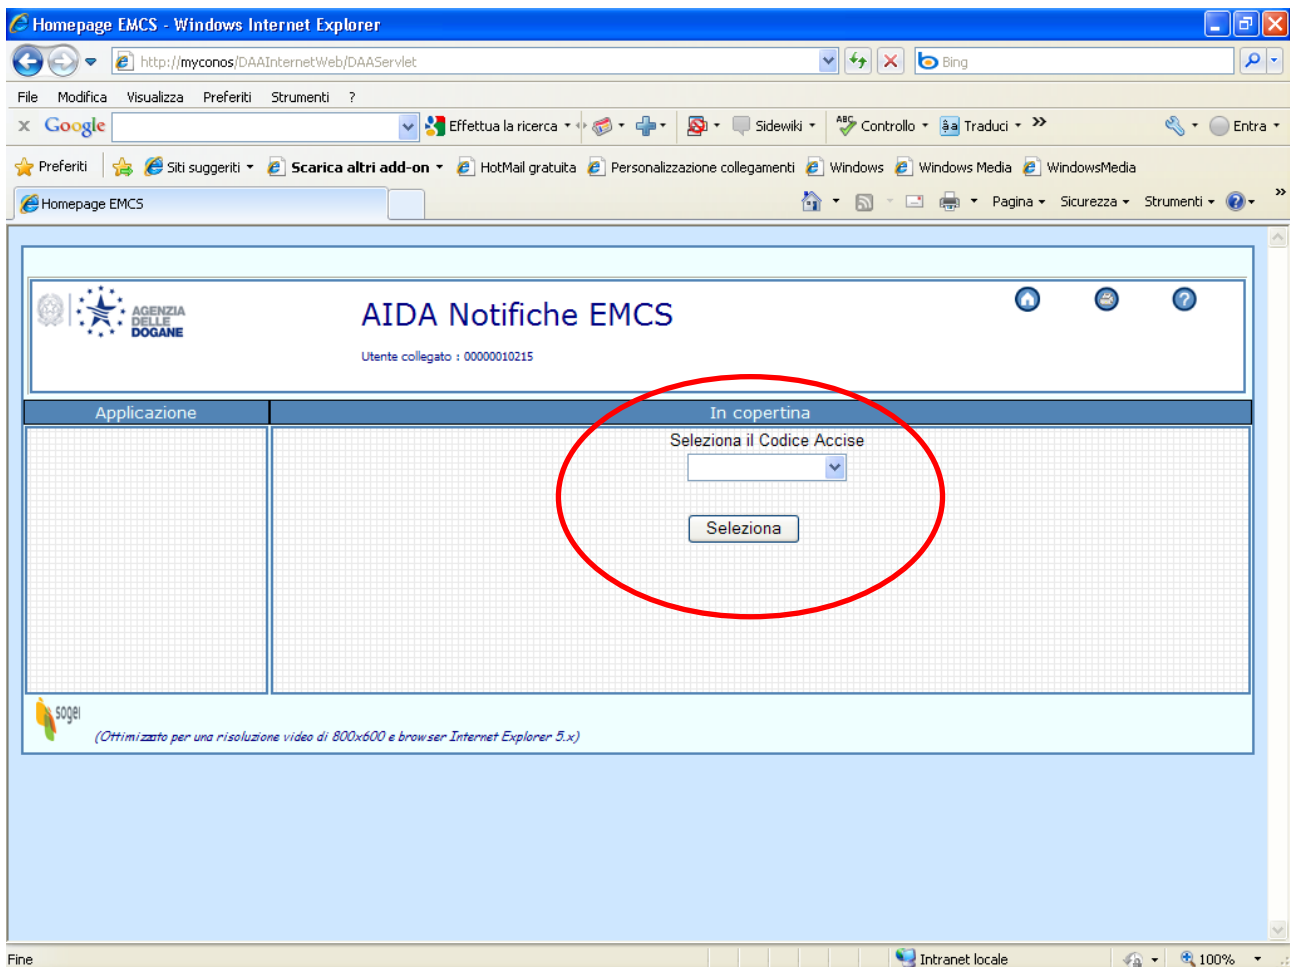 Homepage EMCS - Windows Internet Explorer
http://myconos/DAAInternetWeb/DAAServlet
Bing
File Modifica Visualizza Preferiti Strumenti ?
x Google Effettua la ricerca Sidewiki ABC Controllo âa Traduci >> Entra
Preferiti Siti suggeriti Scarica altri add-on HotMail gratuita Personalizzazione collegamenti Windows Windows Media WindowsMedia
Homepage EMCS Pagina Sicurezza Strumenti >>
AGENZIA
DELLE
DOGANE
AIDA Notifiche EMCS
Utente collegato : 00000010215
Applicazione In copertina
Seleziona il Codice Accise
Seleziona
sogei
(Ottimizzato per una risoluzione video di 800x600 e browser Internet Explorer 5.x)
Fine Intranet locale 100%